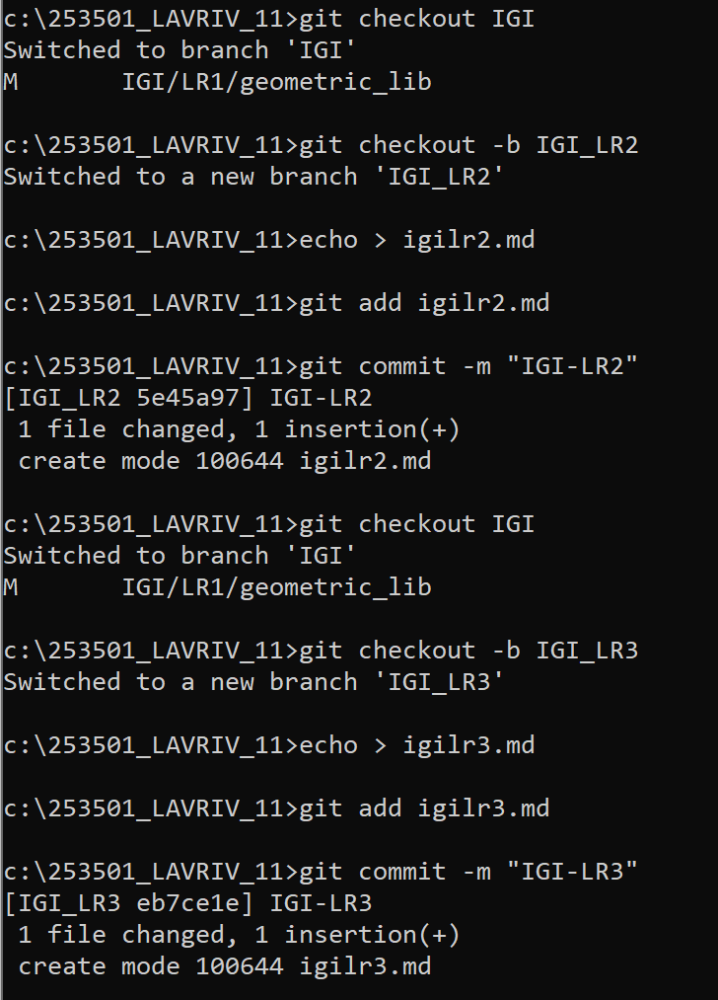 c:\253501_LAVRIV_11>git checkout IGI
Switched to branch 'IGI'
M       IGI/LR1/geometric_lib
c:\253501_LAVRIV_11>git checkout -b IGI_LR2
Switched to a new branch 'IGI_LR2'
c:\253501_LAVRIV_11>echo > igilr2.md
c:\253501_LAVRIV_11>git add igilr2.md
c:\253501_LAVRIV_11>git commit -m "IGI-LR2"
[IGI_LR2 5e45a97] IGI-LR2
 1 file changed, 1 insertion(+)
 create mode 100644 igilr2.md
c:\253501_LAVRIV_11>git checkout IGI
Switched to branch 'IGI'
M       IGI/LR1/geometric_lib
c:\253501_LAVRIV_11>git checkout -b IGI_LR3
Switched to a new branch 'IGI_LR3'
c:\253501_LAVRIV_11>echo > igilr3.md
c:\253501_LAVRIV_11>git add igilr3.md
c:\253501_LAVRIV_11>git commit -m "IGI-LR3"
[IGI_LR3 eb7ce1e] IGI-LR3
 1 file changed, 1 insertion(+)
 create mode 100644 igilr3.md